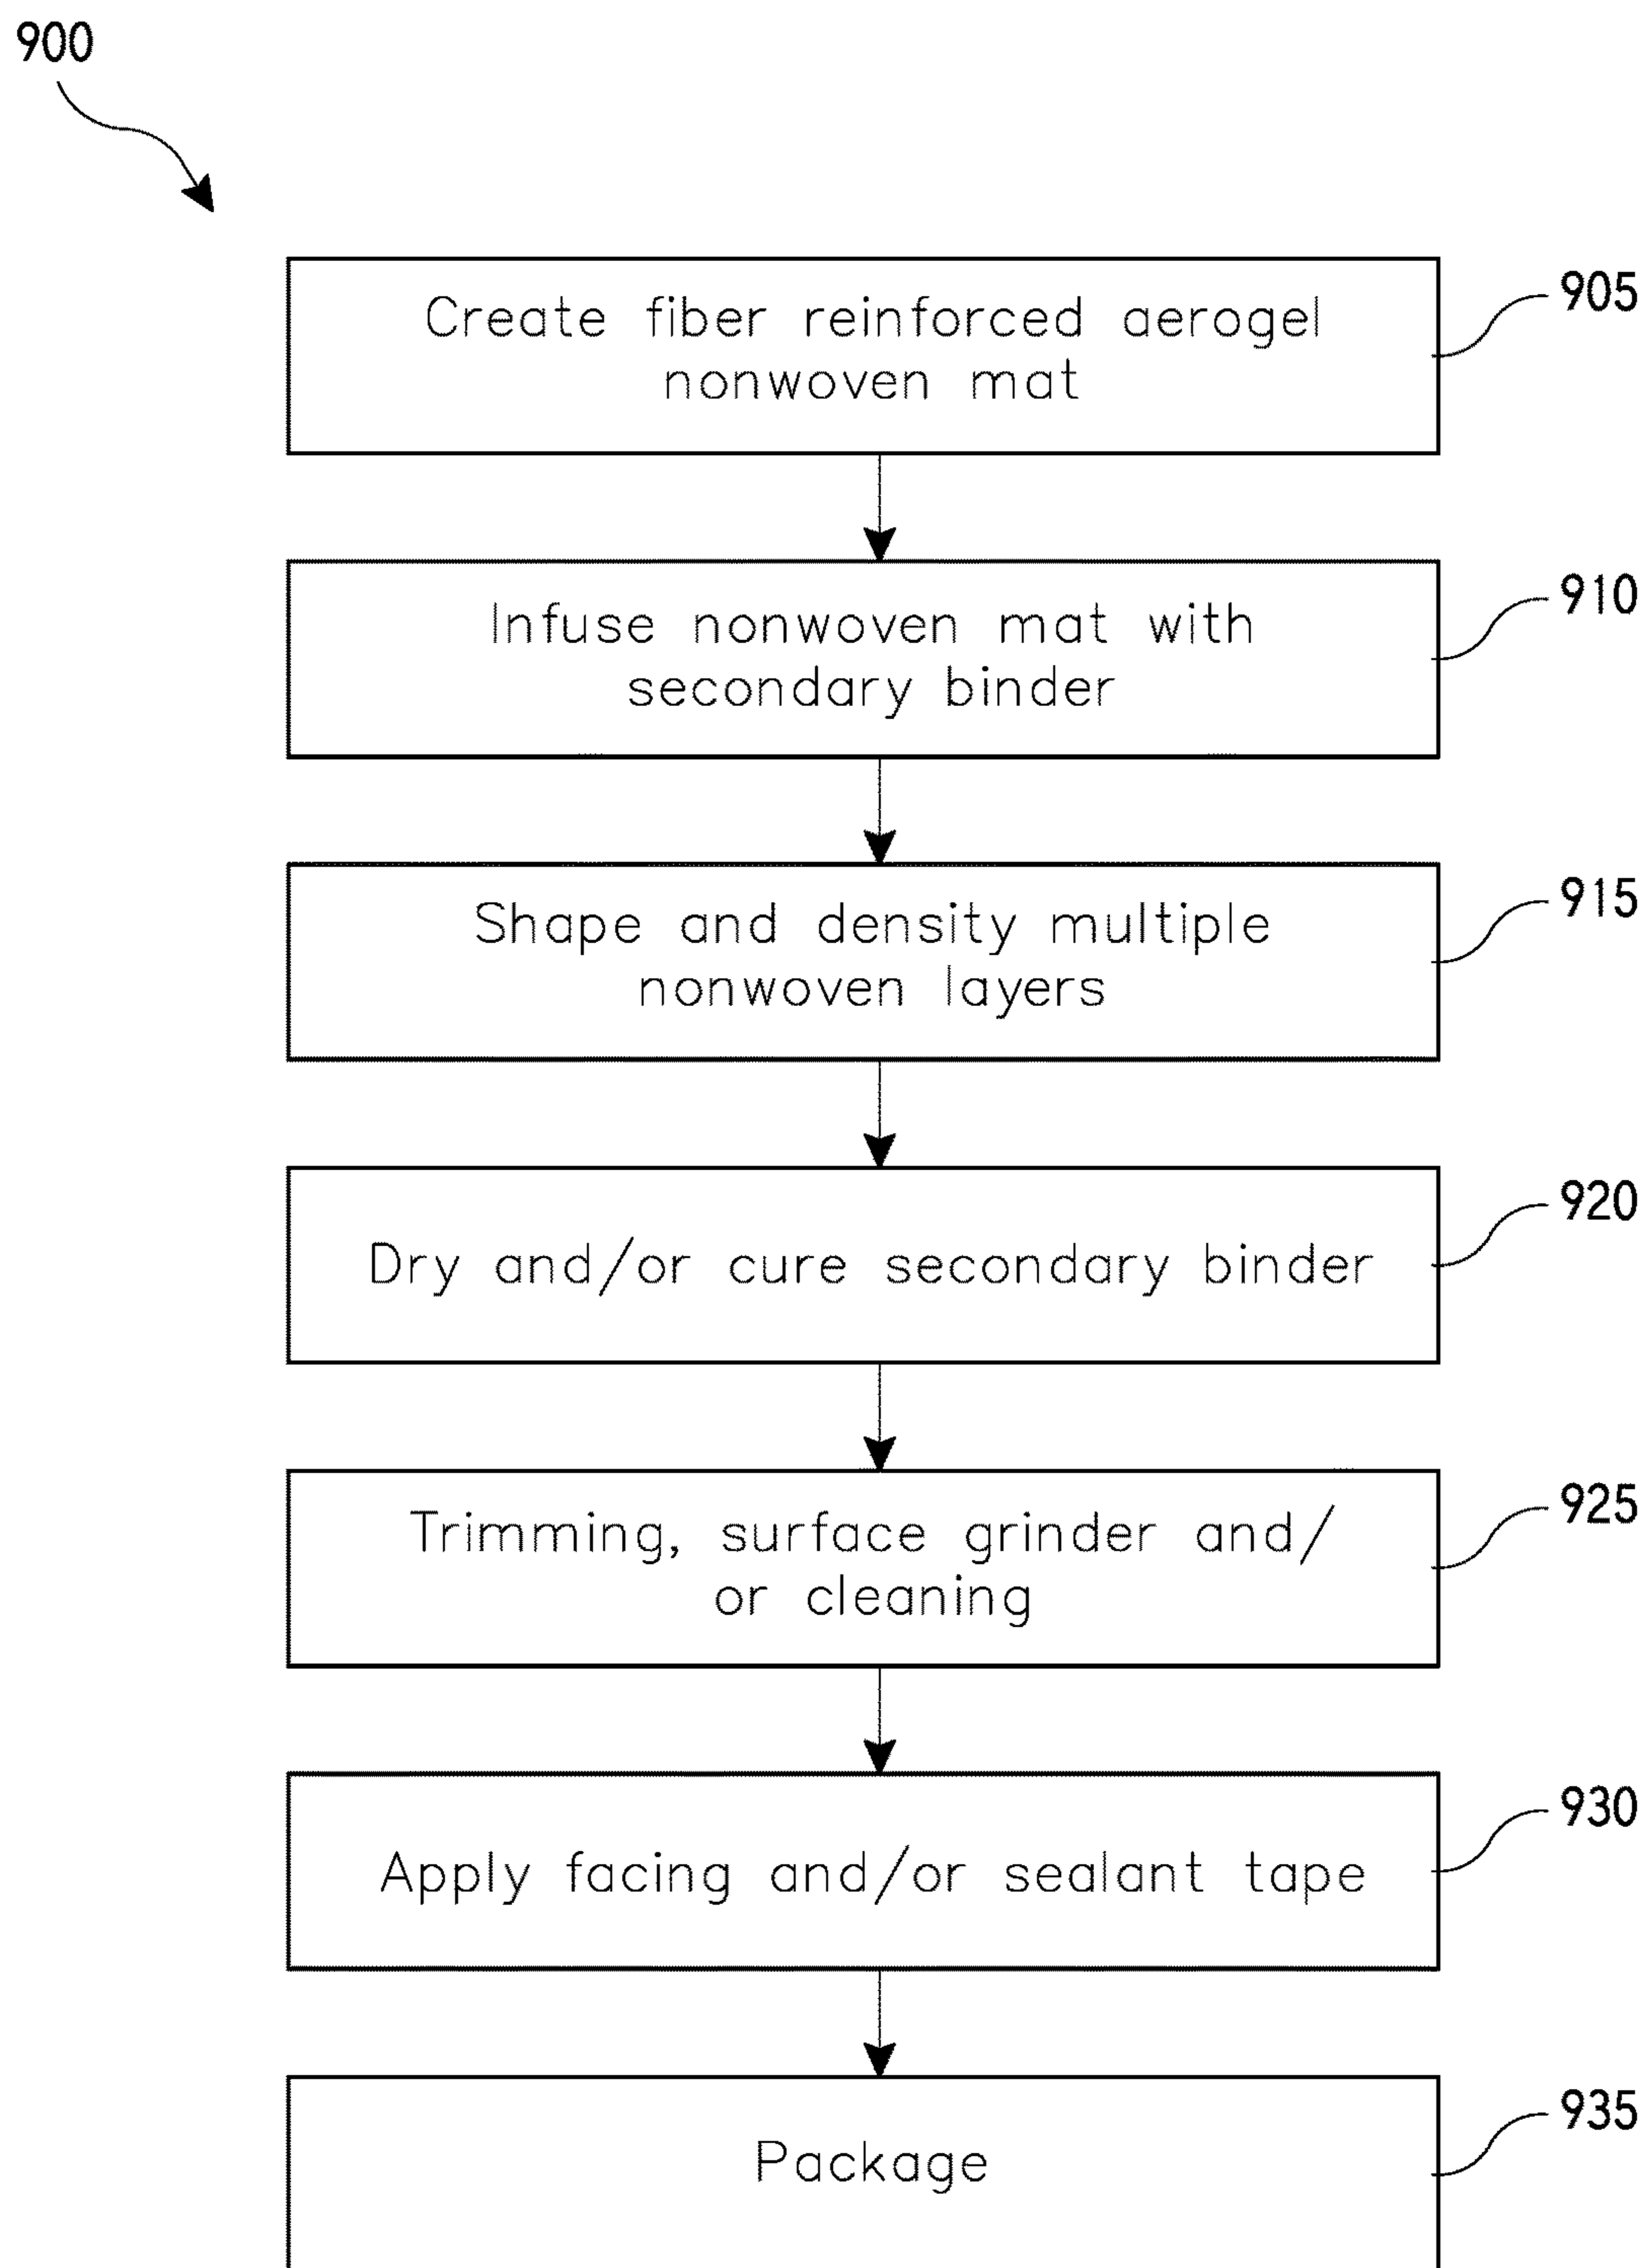 900
Create fiber reinforced aerogel
nonwoven mat
905
Infuse nonwoven mat with
secondary binder
910
Shape and density multiple
nonwoven layers
915
Dry and/or cure secondary binder
920
Trimming, surface grinder and/
or cleaning
925
Apply facing and/or sealant tape
930
Package
935